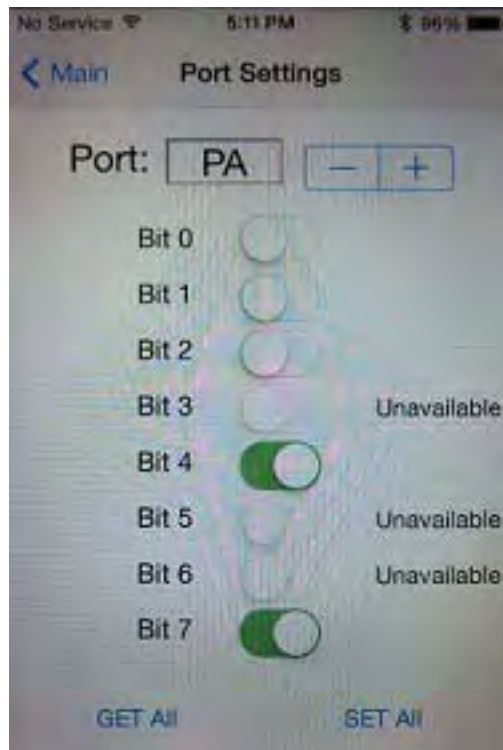 No Service 5:11 PM 96%
Main Port Settings
Port: PA - +
Bit 0
Bit 1
Bit 2
Bit 3 Unavailable
Bit 4
Bit 5 Unavailable
Bit 6 Unavailable
Bit 7
GET All SET All